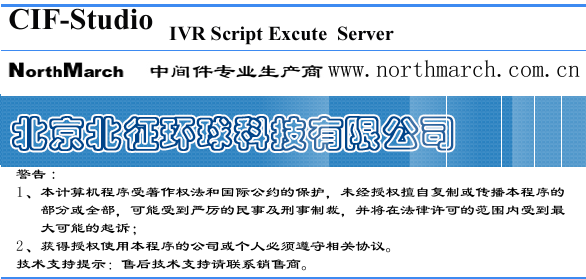 CIF-Studio
IVR Script Excute Server
NorthMarch 中间件专业生产商 www.northmarch.com.cn
北京北征环球科技有限公司
警告：
1、本计算机程序受著作权法和国际公约的保护，未经授权擅自复制或传播本程序的
部分或全部，可能受到严厉的民事及刑事制裁，并将在法律许可的范围内受到最
大可能的起诉；
2、获得授权使用本程序的公司或个人必须遵守相关协议。
技术支持提示：售后技术支持请联系销售商。